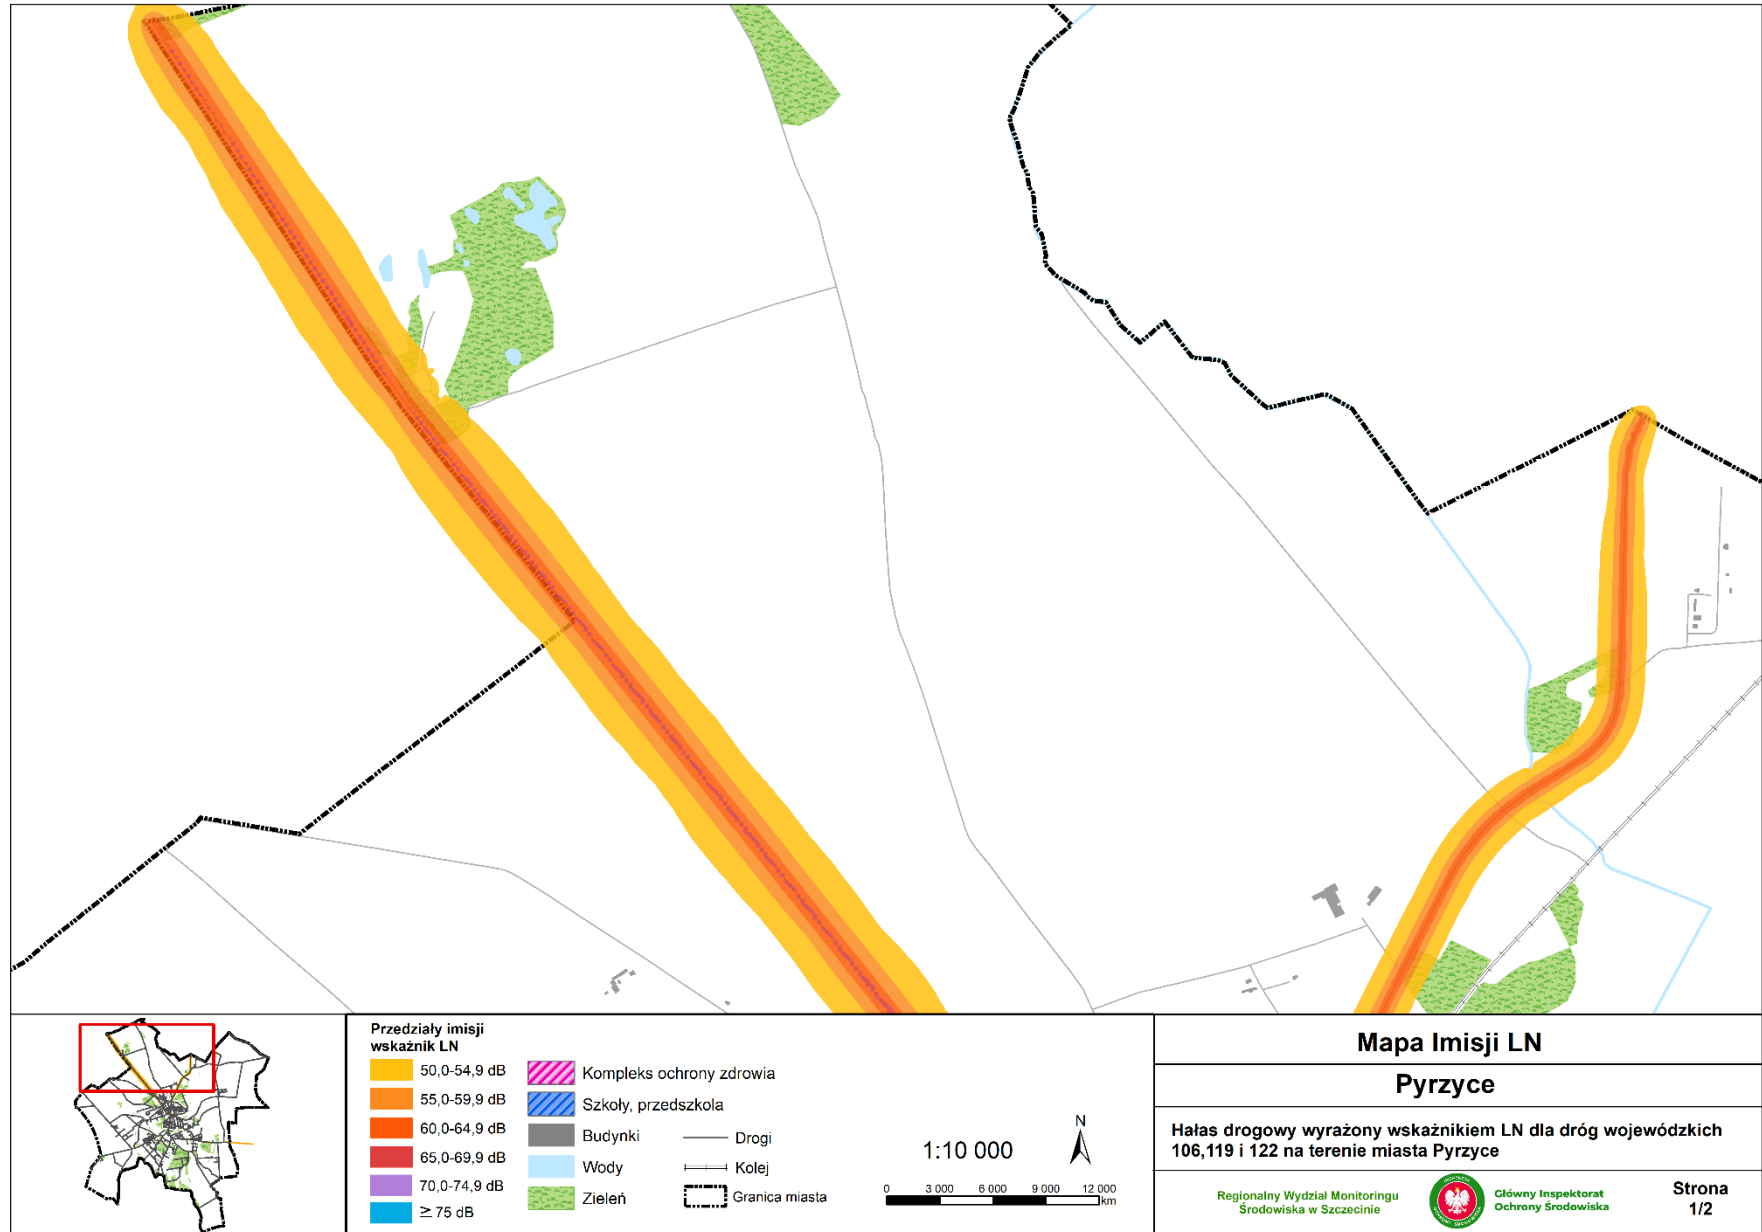 Przedziały imisji
wskaźnik LN
50,0-54,9 dB
55,0-59,9 dB
60,0-64,9 dB
65,0-69,9 dB
70,0-74,9 dB
≥ 75 dB
Kompleks ochrony zdrowia
Szkoły, przedszkola
Budynki
Wody
Zieleń
Drogi
Kolej
Granica miasta
1:10 000
N
0 3 000 6 000 9 000 12 000
km
Mapa Imisji LN
Pyrzyce
Hałas drogowy wyrażony wskaźnikiem LN dla dróg wojewódzkich
106,119 i 122 na terenie miasta Pyrzyce
Regionalny Wydział Monitoringu
Środowiska w Szczecinie
Główny Inspektorat
Ochrony Środowiska
Strona
1/2